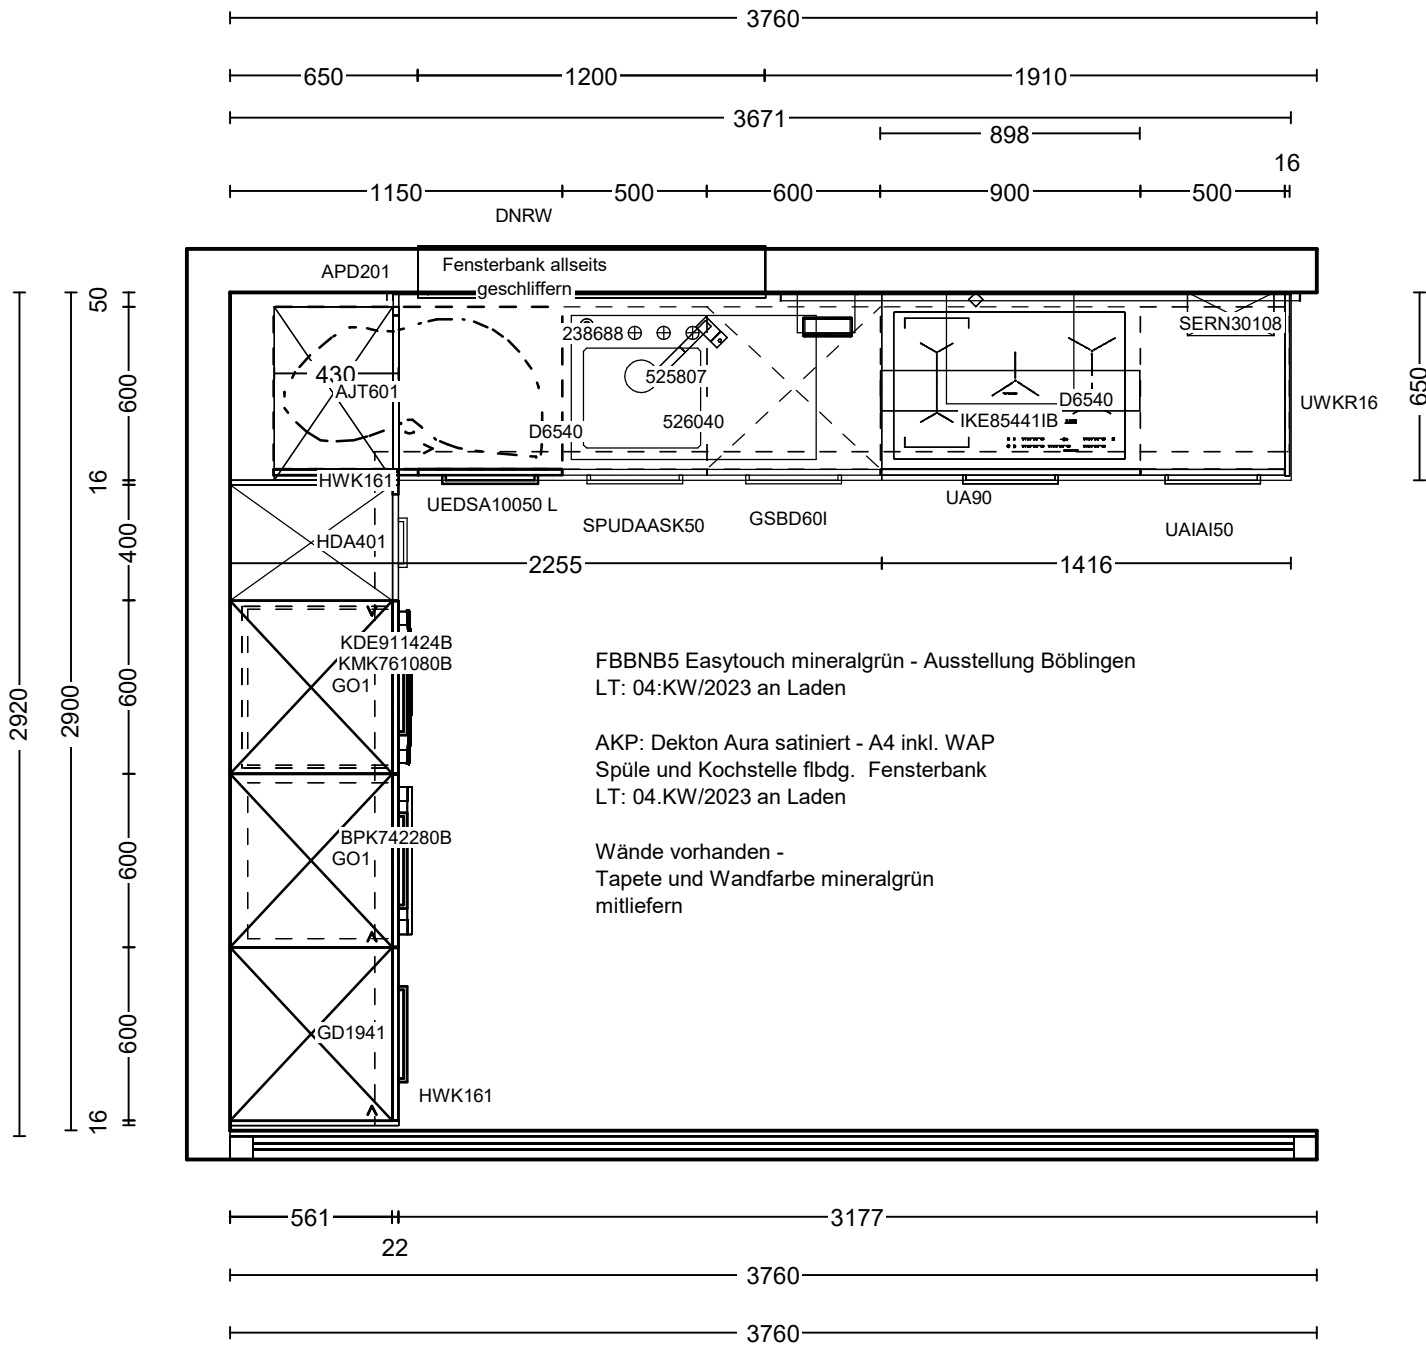 3760
650
1200
1910
3671
898
16
1150
500
600
900
500
DNRW
APD201
Fensterbank allseits
geschliffern
50
600
16
400
600
600
600
16
2920
2900
650
238688
SERN30108
430
AJT601
525807
D6540
UWKR16
526040
IKE85441IB
D6540
HWK161
UEDSA10050 L
SPUDAASK50
GSBD60I
UA90
UAIAI50
HDA401
2255
1416
KDE911424B
KMK761080B
GO1
FBBNB5 Easytouch mineralgrün - Ausstellung Böblingen
LT: 04:KW/2023 an Laden
AKP: Dekton Aura satiniert - A4 inkl. WAP
Spüle und Kochstelle flbdg. Fensterbank
LT: 04.KW/2023 an Laden
BPK742280B
GO1
Wände vorhanden -
Tapete und Wandfarbe mineralgrün
mitliefern
GD1941
HWK161
561
3177
22
3760
3760